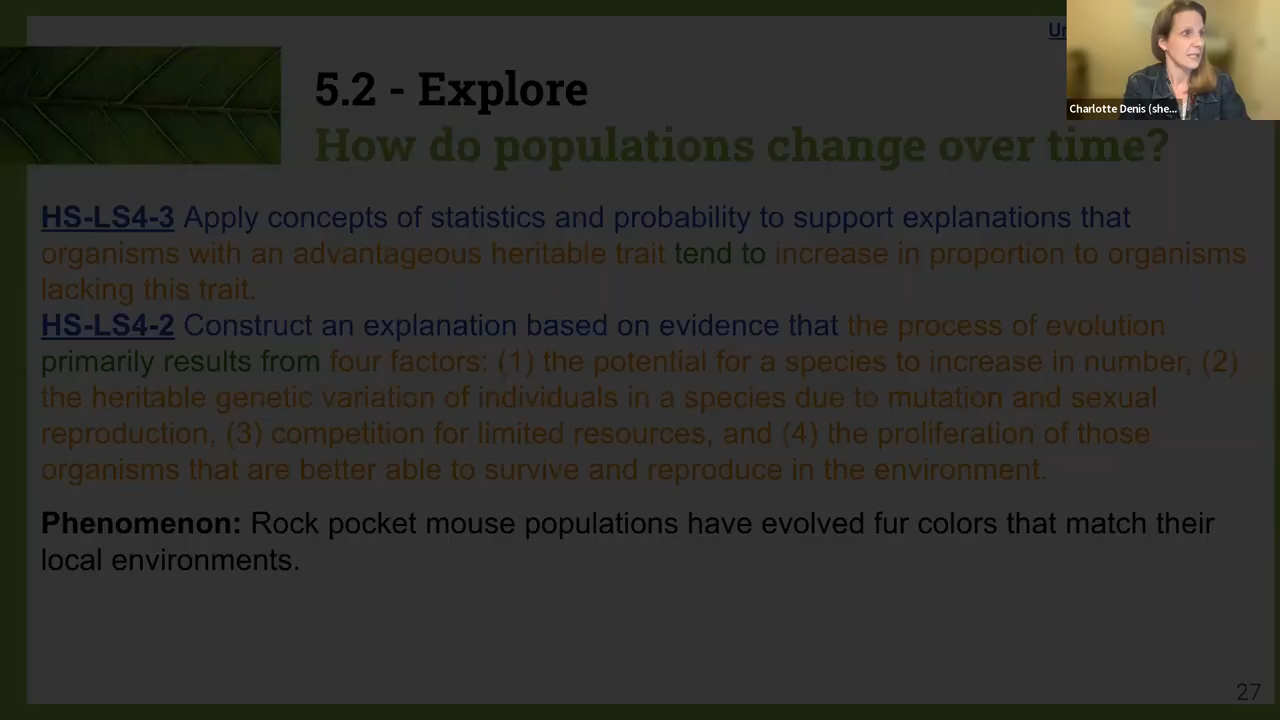 Charlotte Denis (she...
5.2 - Explore
How do populations change over time?
HS-LS4-3 Apply concepts of statistics and probability to support explanations that
organisms with an advantageous heritable trait tend to increase in proportion to organisms
lacking this trait.
HS-LS4-2 Construct an explanation based on evidence that the process of evolution
primarily results from four factors: (1) the potential for a species to increase in number, (2)
the heritable genetic variation of individuals in a species due to mutation and sexual
reproduction, (3) competition for limited resources, and (4) the proliferation of those
organisms that are better able to survive and reproduce in the environment.
Phenomenon: Rock pocket mouse populations have evolved fur colors that match their
local environments.
27